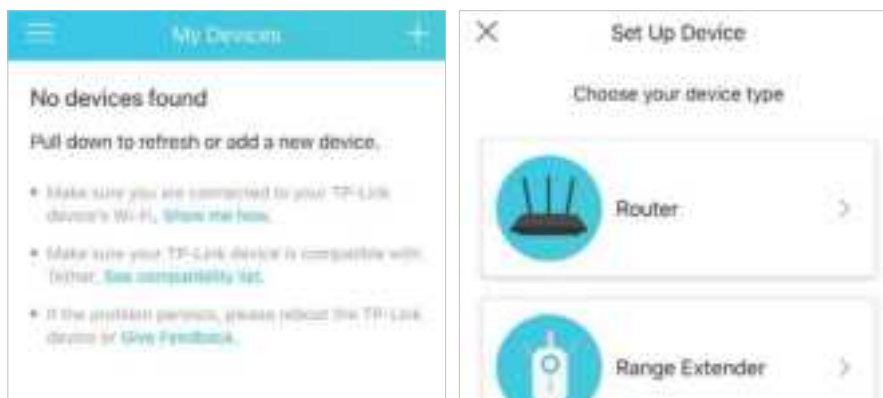 My Devices
No devices found
Pull down to refresh or add a new device.
Make sure you are connected to your TP-Link
device's Wi-Fi. Show me how.
Make sure your TP-Link device is compatible with
Tether. See compatibility list.
If the problem persists, please reboot the TP-Link
device or Give Feedback.
Set Up Device
Choose your device type
Router
Range Extender